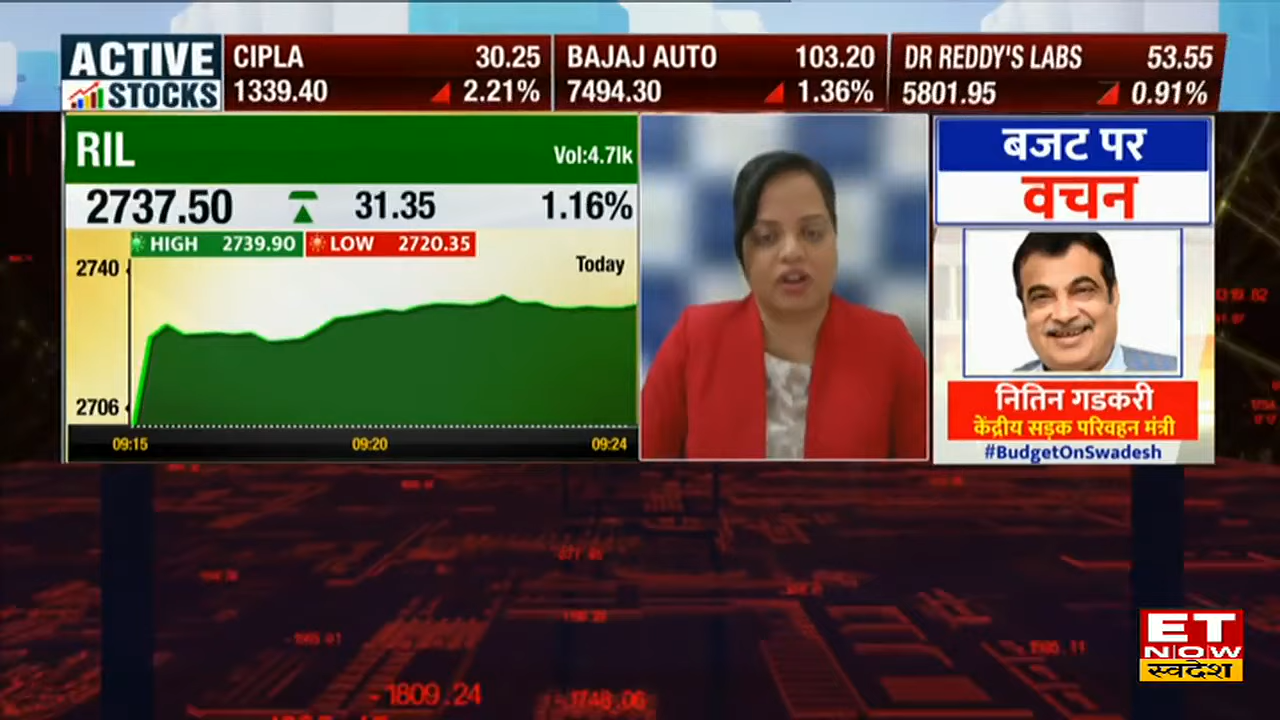 ACTIVE
STOCKS
CIPLA 30.25
1339.40 2.21%
BAJAJ AUTO 103.20
7494.30 1.36%
DR REDDY'S LABS 53.55
5801.95 0.91%
RIL
Vol:4.7lk
2737.50 31.35 1.16%
HIGH 2739.90 LOW 2720.35
2740
Today
2706
09:15 09:20 09:24
बजट पर
वचन
नितिन गडकरी
केंद्रीय सड़क परिवहन मंत्री
#BudgetOnSwadesh
-1809.24
-1748.06
ET
NOW
स्वदेश